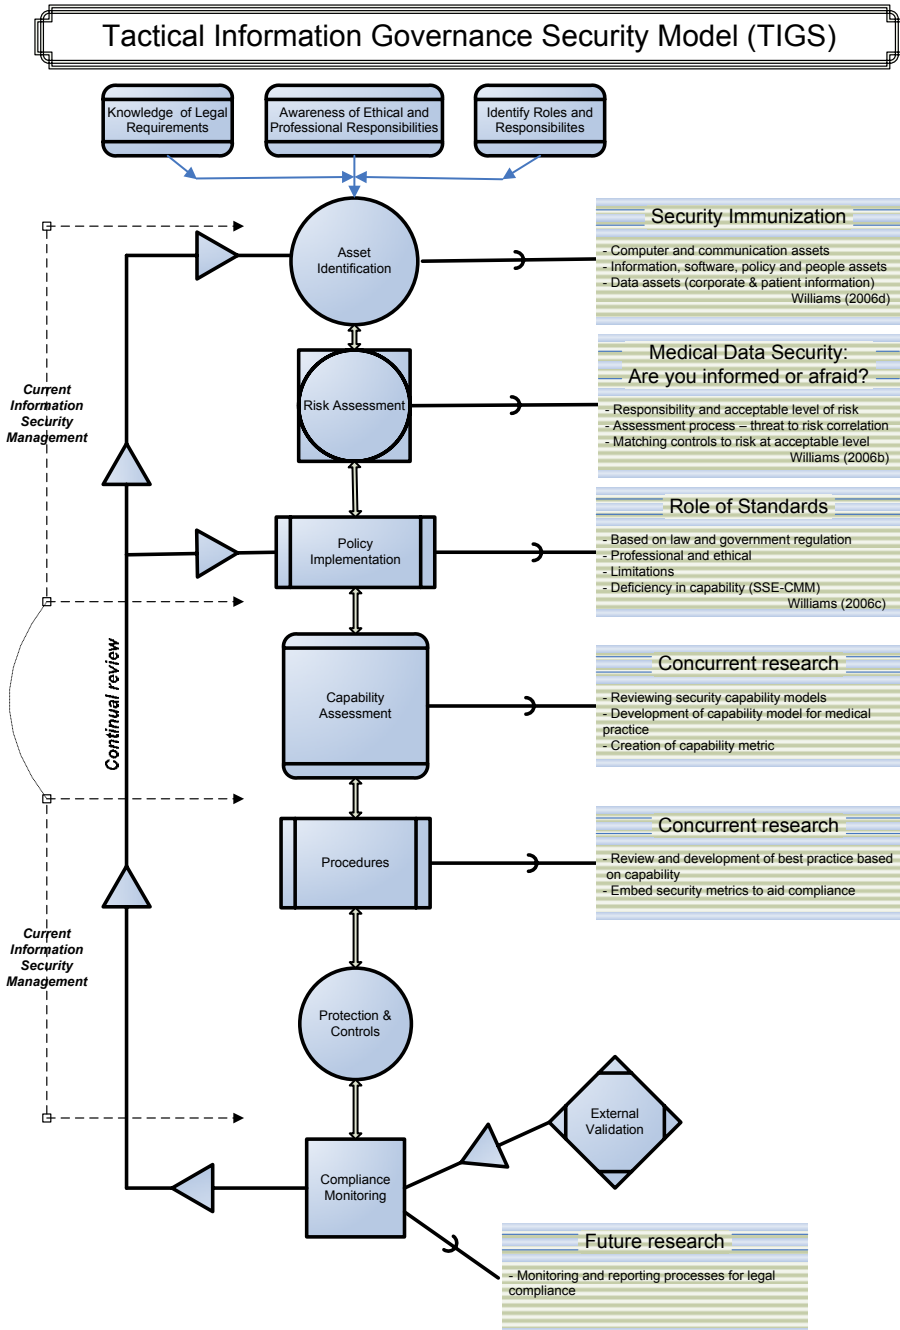 Tactical Information Governance Security Model (TIGS)
Knowledge of Legal
Requirements
Awareness of Ethical and
Professional Responsibilities
Identify Roles and
Responsibilites
Asset
Identification
Security Immunization
- Computer and communication assets
- Information, software, policy and people assets
- Data assets (corporate & patient information)
Williams (2006d)
Risk Assessment
Medical Data Security:
Are you informed or afraid?
- Responsibility and acceptable level of risk
- Assessment process – threat to risk correlation
- Matching controls to risk at acceptable level
Williams (2006b)
Current
Information
Security
Management
Policy
Implementation
Role of Standards
- Based on law and government regulation
- Professional and ethical
- Limitations
- Deficiency in capability (SSE-CMM)
Williams (2006c)
Continual review
Capability
Assessment
Concurrent research
- Reviewing security capability models
- Development of capability model for medical
practice
- Creation of capability metric
Procedures
Concurrent research
- Review and development of best practice based
on capability
- Embed security metrics to aid compliance
Current
Information
Security
Management
Protection &
Controls
External
Validation
Compliance
Monitoring
Future research
- Monitoring and reporting processes for legal
compliance